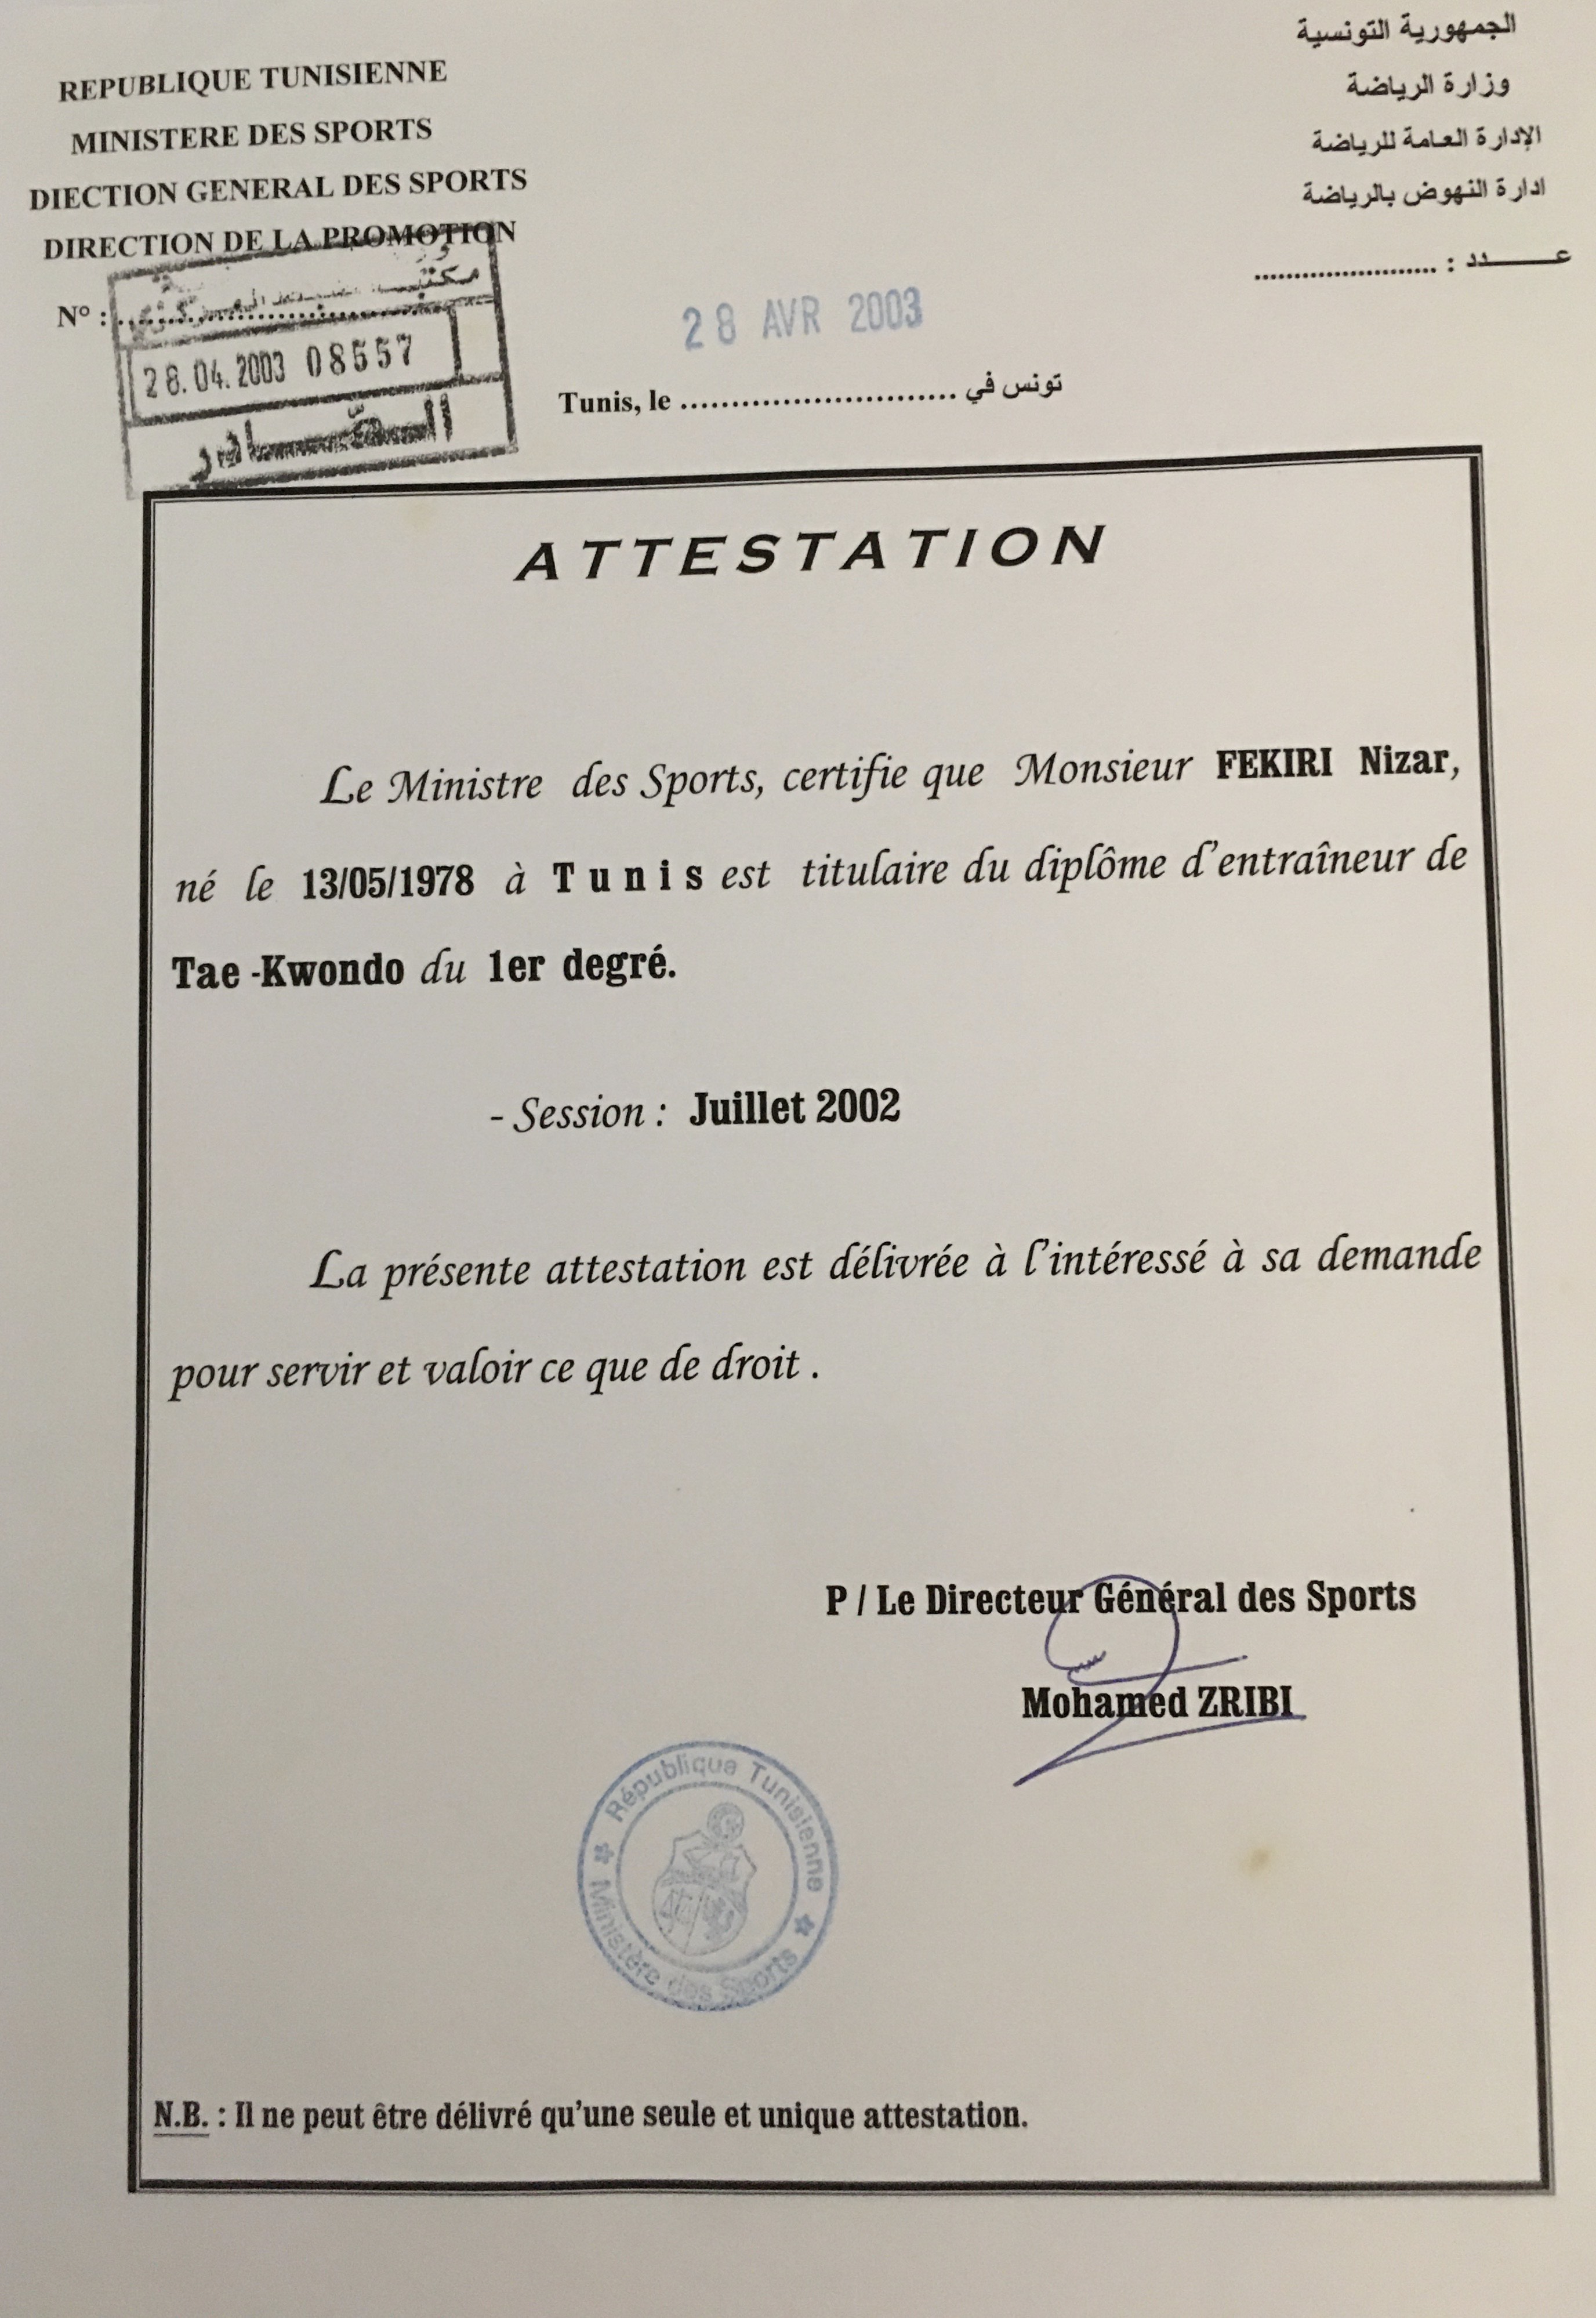 REPUBLIQUE TUNISIENNE
MINISTERE DES SPORTS
DIECTION GENERAL DES SPORTS
DIRECTION DE LA PROMOTION
N° :
الجمهورية التونسية
وزارة الرياضة
الإدارة العامة للرياضة
ادارة النهوض بالرياضة
عـــــدد : .......................
مكتب
28.04.2003 08557
28 AVR 2003
Tunis, le ........................... تونس في
ATTESTATION
Le Ministre des Sports, certifie que Monsieur FEKIRI Nizar,
né le 13/05/1978 à Tunis est titulaire du diplôme d'entraîneur de
Tae -Kwondo du 1er degré.
- Session : Juillet 2002
La présente attestation est délivrée à l'intéressé à sa demande
pour servir et valoir ce que de droit .
P / Le Directeur Général des Sports
Mohamed ZRIBI
République Tunisienne
Ministère des Sports
N.B. : Il ne peut être délivré qu'une seule et unique attestation.